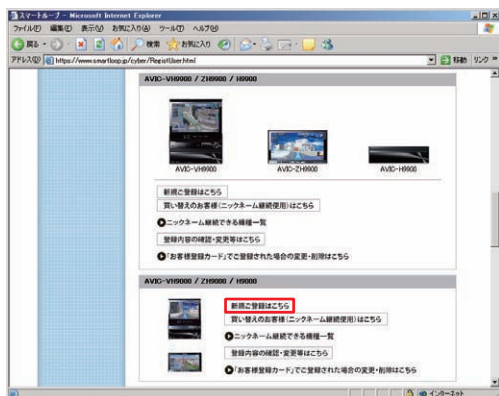 スマートループ - Microsoft Internet Explorer
ファイル(F) 編集(E) 表示(V) お気に入り(A) ツール(T) ヘルプ(H)
戻る 検索 お気に入り
アドレス(D) https://www.smartloop.jp/cyber/RegistUser.html 移動 リンク »
AVIC-VH9900 / ZH9900 / H9900
AVIC-VH9900 AVIC-ZH9900 AVIC-H9900
新規ご登録はこちら
買い替えのお客様(ニックネーム継続使用)はこちら
ニックネーム継続できる機種一覧
登録内容の確認・変更等はこちら
「お客様登録カード」でご登録された場合の変更・削除はこちら
AVIC-VH9000 / ZH9000 / H9000
新規ご登録はこちら
買い替えのお客様(ニックネーム継続使用)はこちら
ニックネーム継続できる機種一覧
登録内容の確認・変更等はこちら
「お客様登録カード」でご登録された場合の変更・削除はこちら
インターネット